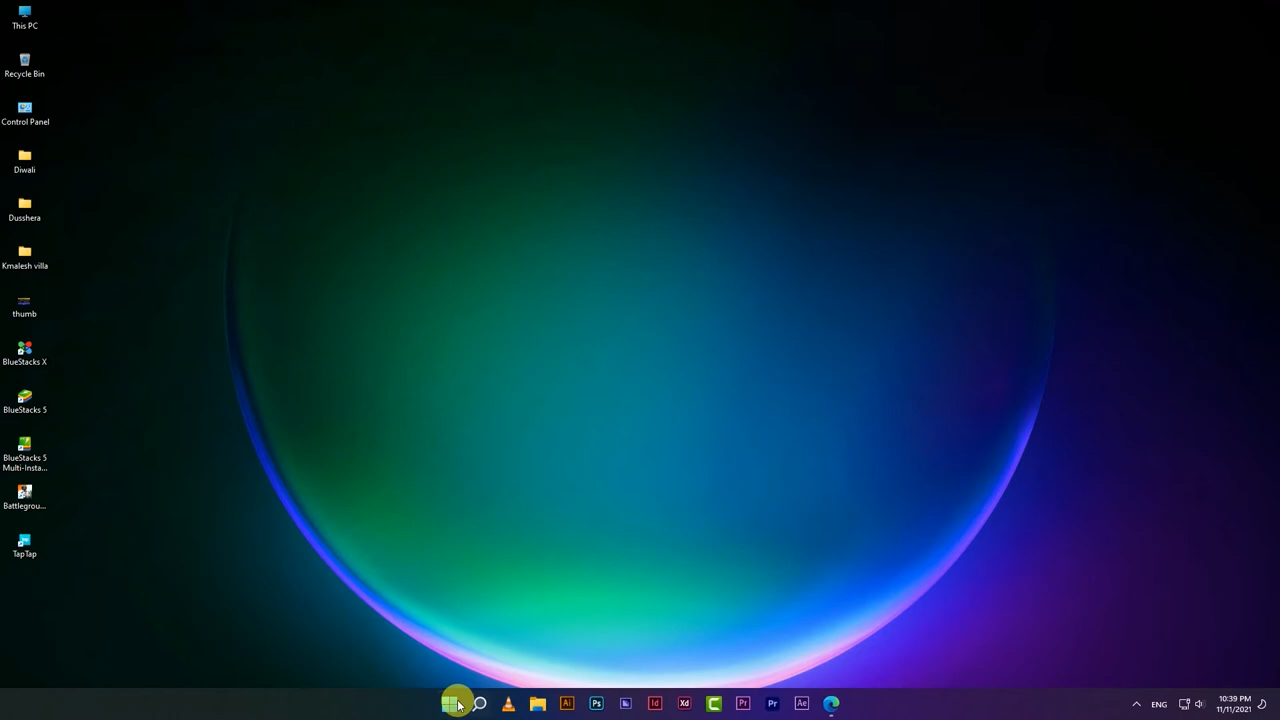 This PC
Recycle Bin
Control Panel
Diwali
Dusshera
Kmalesh villa
thumb
BlueStacks X
BlueStacks 5
BlueStacks 5
Multi-Insta...
Battlegrou...
TapTap
Ai
Ps
Id
Xd
C
Pr
Pr
Ae
ENG
10:39 PM
11/11/2021